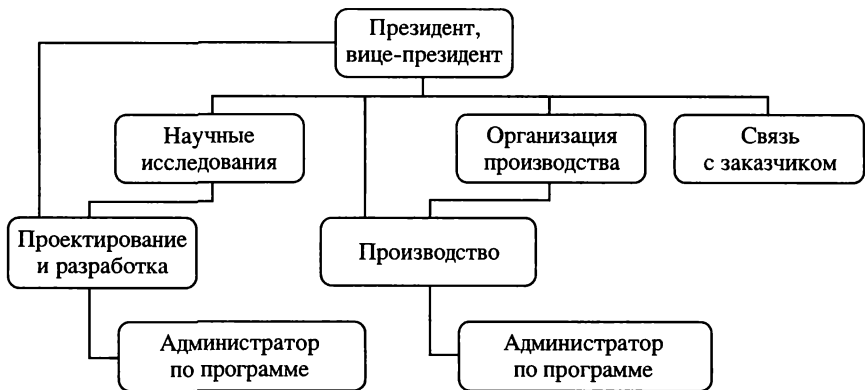 Президент,
вице-президент
Научные
исследования
Организация
производства
Связь
с заказчиком
Проектирование
и разработка
Производство
Администратор
по программе
Администратор
по программе